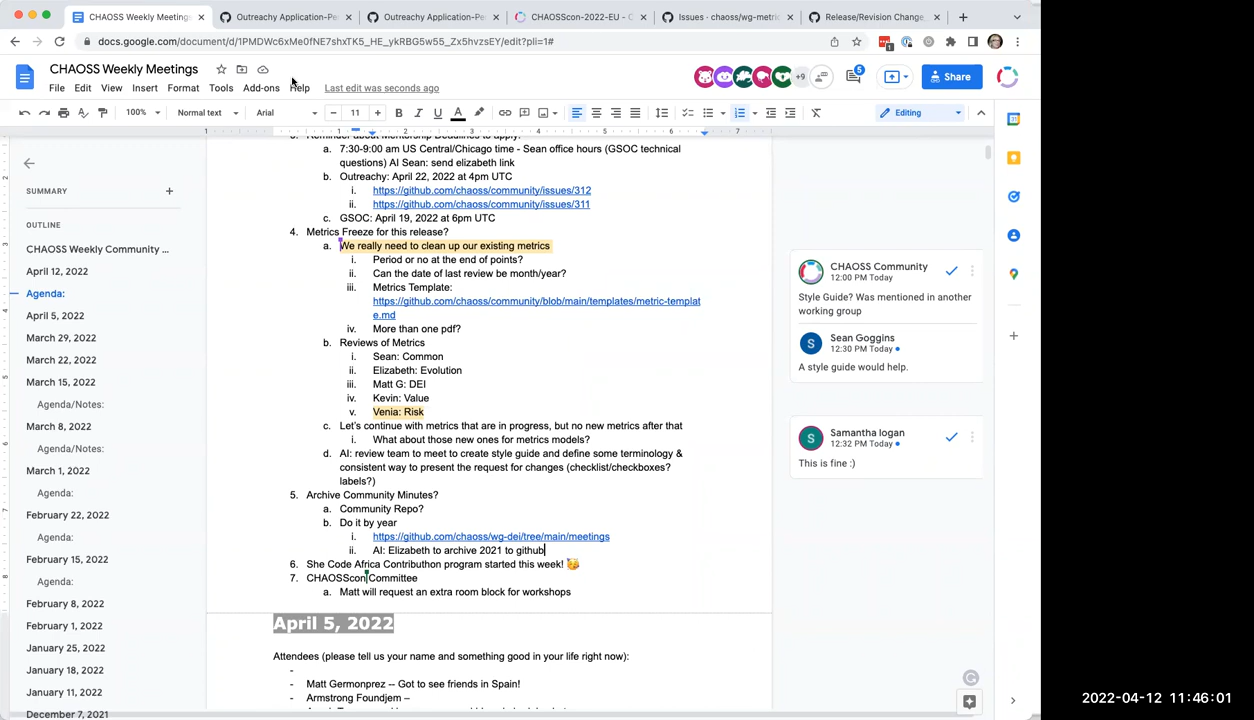 CHAOSS Weekly Meetings
Outreachy Application-Pe
Outreachy Application-Pe
CHAOSScon-2022-EU - G
Issues · chaoss/wg-metric
Release/Revision Change
docs.google.com/document/d/1PMDWc6xMe0fNE7shxTK5_HE_ykRBG5w55_Zx5hvzsEY/edit?pli=1#
CHAOSS Weekly Meetings
File Edit View Insert Format Tools Add-ons Help
Last edit was seconds ago
+9
5
Share
100%
Normal text
Arial
11
Editing
SUMMARY
OUTLINE
CHAOSS Weekly Community ...
April 12, 2022
Agenda:
April 5, 2022
March 29, 2022
March 22, 2022
March 15, 2022
Agenda/Notes:
March 8, 2022
Agenda/Notes:
March 1, 2022
Agenda:
February 22, 2022
Agenda:
February 15, 2022
Agenda:
February 8, 2022
February 1, 2022
January 25, 2022
January 18, 2022
January 11, 2022
December 7, 2021
Reminder about Mentorship Deadlines to apply:
a. 7:30-9:00 am US Central/Chicago time - Sean office hours (GSOC technical
questions) AI Sean: send elizabeth link
b. Outreachy: April 22, 2022 at 4pm UTC
i. https://github.com/chaoss/community/issues/312
ii. https://github.com/chaoss/community/issues/311
c. GSOC: April 19, 2022 at 6pm UTC
4. Metrics Freeze for this release?
a. We really need to clean up our existing metrics
i. Period or no at the end of points?
ii. Can the date of last review be month/year?
iii. Metrics Template:
https://github.com/chaoss/community/blob/main/templates/metric-templat
e.md
iv. More than one pdf?
b. Reviews of Metrics
i. Sean: Common
ii. Elizabeth: Evolution
iii. Matt G: DEI
iv. Kevin: Value
v. Venia: Risk
c. Let's continue with metrics that are in progress, but no new metrics after that
i. What about those new ones for metrics models?
d. AI: review team to meet to create style guide and define some terminology &
consistent way to present the request for changes (checklist/checkboxes?
labels?)
5. Archive Community Minutes?
a. Community Repo?
b. Do it by year
i. https://github.com/chaoss/wg-dei/tree/main/meetings
ii. AI: Elizabeth to archive 2021 to github
6. She Code Africa Contributhon program started this week! 🥳
7. CHAOSScon Committee
a. Matt will request an extra room block for workshops
April 5, 2022
Attendees (please tell us your name and something good in your life right now):
-
- Matt Germonprez -- Got to see friends in Spain!
- Armstrong Foundjem –
CHAOSS Community
12:00 PM Today
Style Guide? Was mentioned in another
working group
Sean Goggins
12:30 PM Today
A style guide would help.
Samantha logan
12:32 PM Today
This is fine :)
2022-04-12 11:46:01